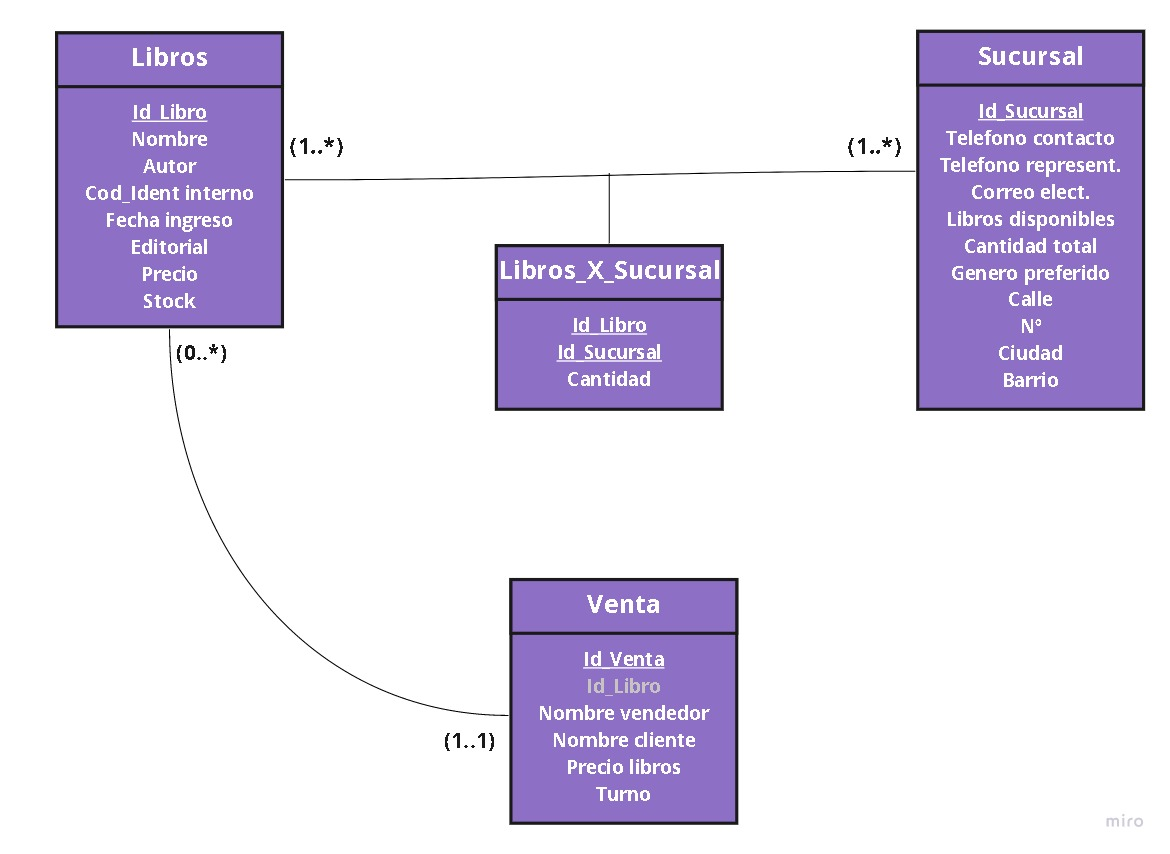 Libros
Id_Libro
Nombre
Autor
Cod_Ident interno
Fecha ingreso
Editorial
Precio
Stock
(1..*)
(1..*)
Sucursal
Id_Sucursal
Telefono contacto
Telefono represent.
Correo elect.
Libros disponibles
Cantidad total
Genero preferido
Calle
N°
Ciudad
Barrio
Libros_X_Sucursal
Id_Libro
Id_Sucursal
Cantidad
(0..*)
(1..1)
Venta
Id_Venta
Id_Libro
Nombre vendedor
Nombre cliente
Precio libros
Turno
miro